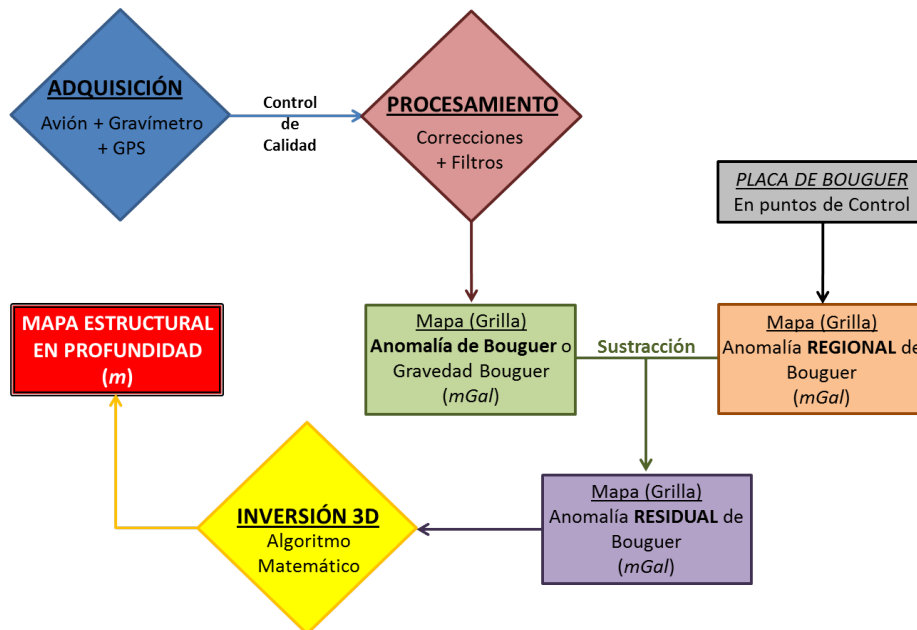 ADQUISICIÓN
Avión + Gravímetro
+ GPS
Control
de
Calidad
PROCESAMIENTO
Correcciones
+ Filtros
PLACA DE BOUGUER
En puntos de Control
MAPA ESTRUCTURAL
EN PROFUNDIDAD
(m)
Mapa (Grilla)
Anomalía de Bouguer o
Gravedad Bouguer
(mGal)
Sustracción
Mapa (Grilla)
Anomalía REGIONAL de
Bouguer
(mGal)
Mapa (Grilla)
Anomalía RESIDUAL de
Bouguer
(mGal)
INVERSIÓN 3D
Algoritmo
Matemático